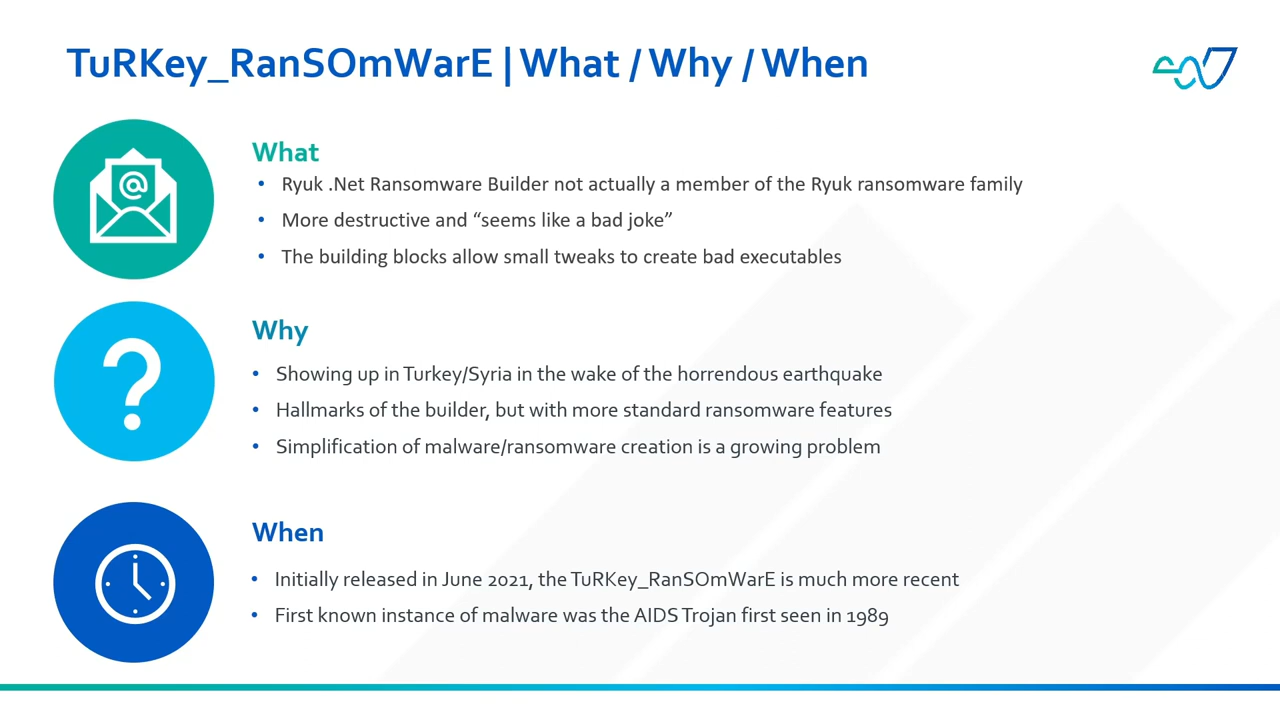 TuRKey_RanSOmWarE | What / Why / When
What
• Ryuk .Net Ransomware Builder not actually a member of the Ryuk ransomware family
• More destructive and “seems like a bad joke”
• The building blocks allow small tweaks to create bad executables
Why
• Showing up in Turkey/Syria in the wake of the horrendous earthquake
• Hallmarks of the builder, but with more standard ransomware features
• Simplification of malware/ransomware creation is a growing problem
When
• Initially released in June 2021, the TuRKey_RanSOmWarE is much more recent
• First known instance of malware was the AIDS Trojan first seen in 1989